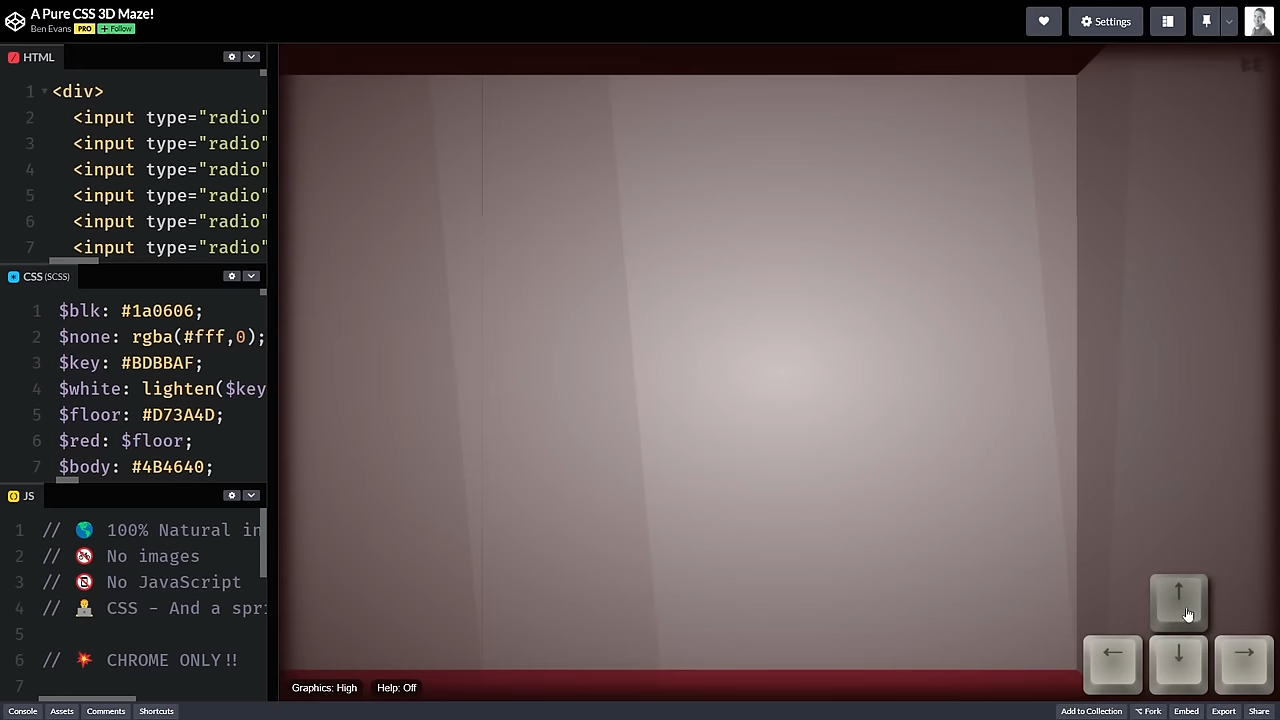 A Pure CSS 3D Maze!
Ben Evans PRO + Follow
Settings
HTML
1 <div>
2 <input type="radio"
3 <input type="radio"
4 <input type="radio"
5 <input type="radio"
6 <input type="radio"
7 <input type="radio"
CSS (SCSS)
1 $blk: #1a0606;
2 $none: rgba(#fff,0);
3 $key: #BDBBAF;
4 $white: lighten($key
5 $floor: #D73A4D;
6 $red: $floor;
7 $body: #4B4640;
JS
1 // 🌎 100% Natural in
2 // No images
3 // No JavaScript
4 // 👨‍💻 CSS - And a spri
5
6 // 💥 CHROME ONLY!!
7
BE
↑
← ↓ →
Graphics: High Help: Off
Console Assets Comments Shortcuts
Add to Collection Fork Embed Export Share